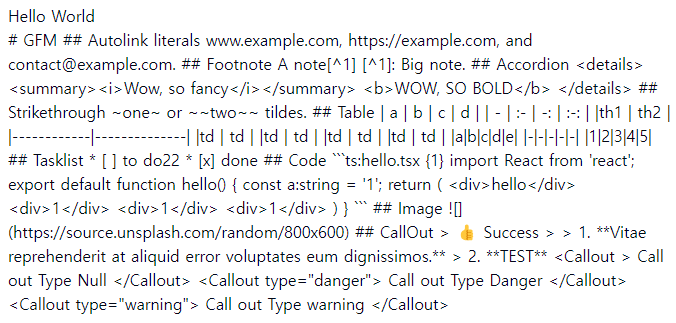 Hello World
# GFM ## Autolink literals www.example.com, https://example.com, and
contact@example.com. ## Footnote A note[^1] [^1]: Big note. ## Accordion <details>
<summary><i>Wow, so fancy</i></summary> <b>WOW, SO BOLD</b> </details> ##
Strikethrough ~one~ or ~~two~~ tildes. ## Table | a | b | c | d | | - | :- | -: | :-: | |th1 | th2 |
|------------|--------------| |td | td | |td | td | |td | td | |td | td | |a|b|c|d|e| |-|-|-|-|-| |1|2|3|4|5|
## Tasklist * [ ] to do22 * [x] done ## Code ```ts:hello.tsx {1} import React from 'react';
export default function hello() { const a:string = '1'; return ( <div>hello</div>
<div>1</div> <div>1</div> <div>1</div> ) } ``` ## Image ![]
(https://source.unsplash.com/random/800x600) ## CallOut > 👍 Success > > 1. **Vitae
reprehenderit at aliquid error voluptates eum dignissimos.** > 2. **TEST** <Callout > Call
out Type Null </Callout> <Callout type="danger"> Call out Type Danger </Callout>
<Callout type="warning"> Call out Type warning </Callout>